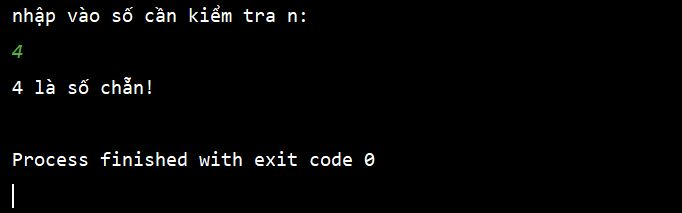 nhập vào số cần kiểm tra n:
4
4 là số chẵn!
Process finished with exit code 0